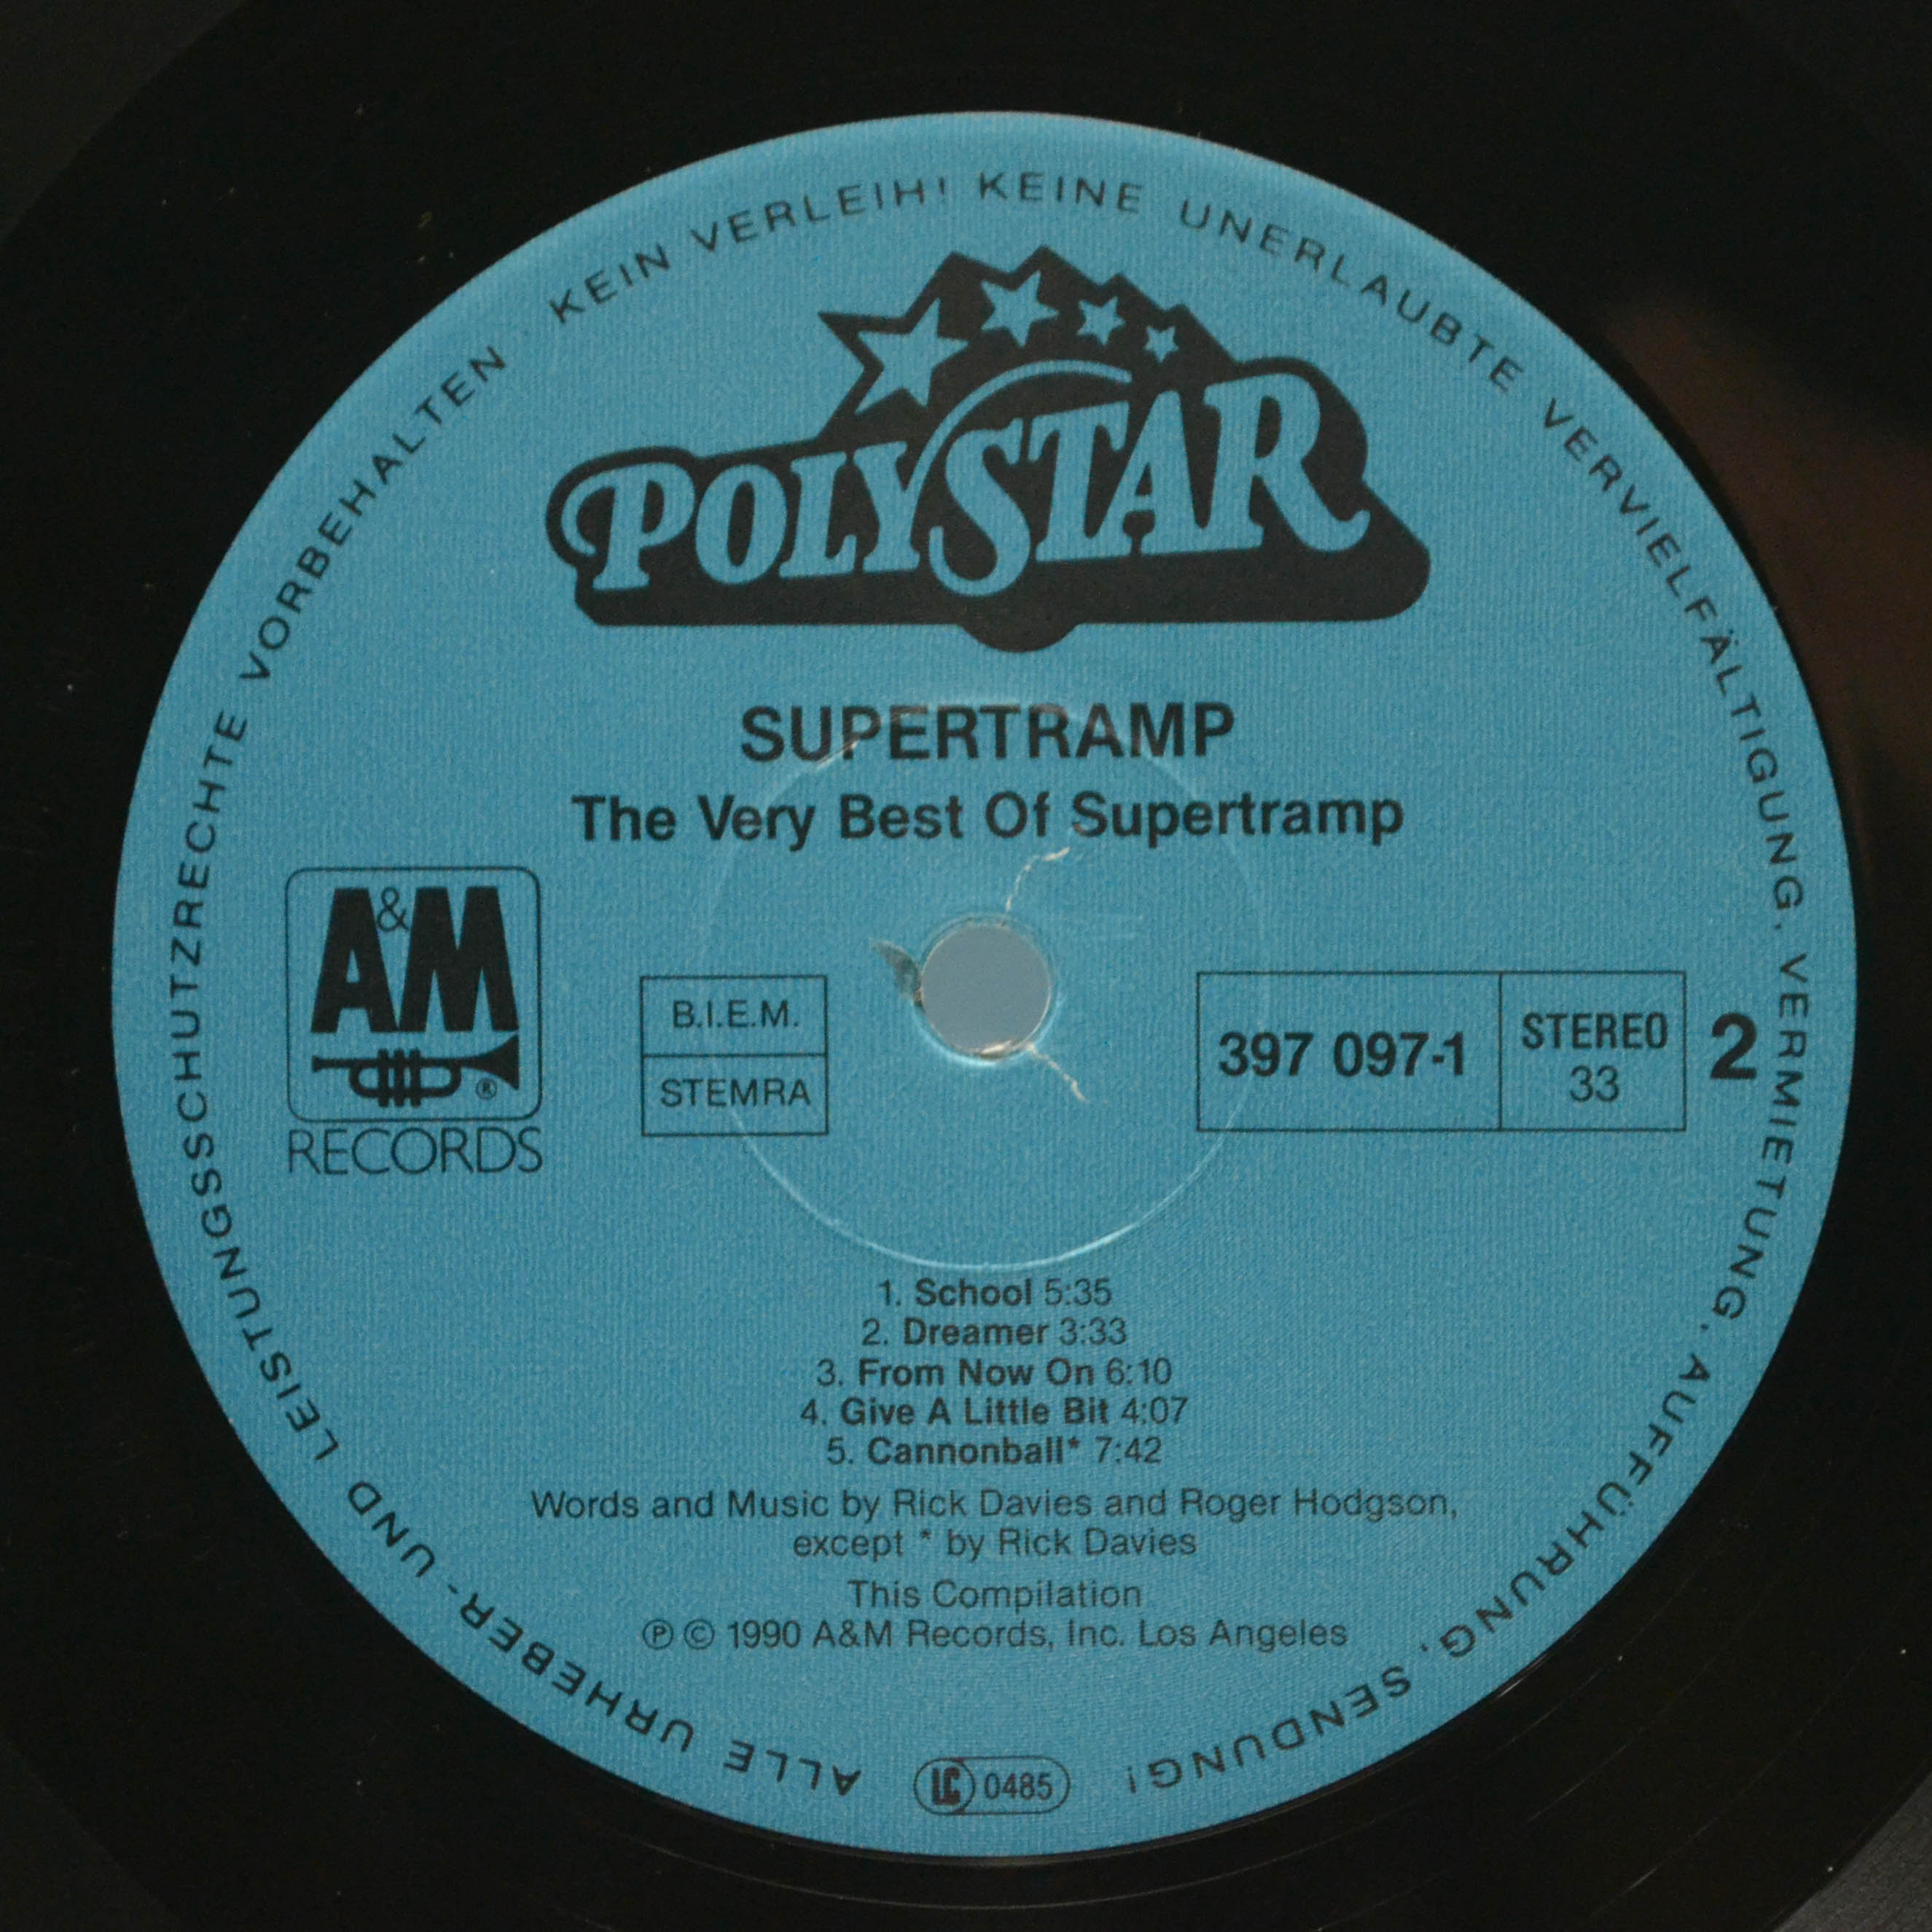 ALLE URHEBER- UND LEISTUNGSSCHUTZRECHTE VORBEHALTEN · KEIN VERLEIH! KEINE UNERLAUBTE VERVIELFÄLTIGUNG, VERMIETUNG, AUFFÜHRUNG, SENDUNG!
POLYSTAR
SUPERTRAMP
The Very Best Of Supertramp
A&M
®
RECORDS
B.I.E.M.
STEMRA
397 097-1
STEREO
33
2
1. School 5:35
2. Dreamer 3:33
3. From Now On 6:10
4. Give A Little Bit 4:07
5. Cannonball* 7:42
Words and Music by Rick Davies and Roger Hodgson,
except * by Rick Davies
This Compilation
℗ © 1990 A&M Records, Inc. Los Angeles
LC 0485